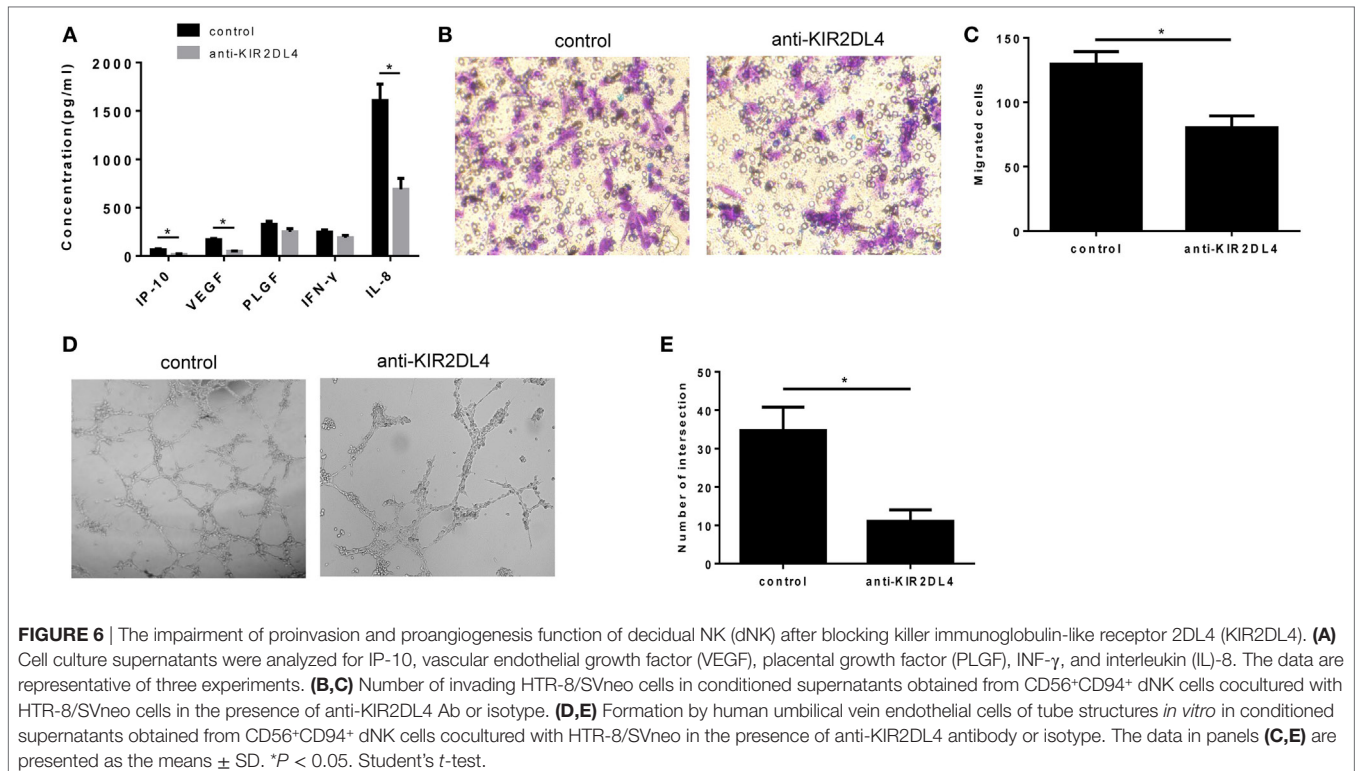 A
control
anti-KIR2DL4
Concentration(pg/ml)
2000
1500
1000
500
0
*
*
*
IP-10
VEGF
PLGF
IFN-γ
IL-8
B
control
anti-KIR2DL4
C
Migrated cells
150
100
50
0
*
control
anti-KIR2DL4
D
control
anti-KIR2DL4
E
Number of intersection
50
40
30
20
10
0
*
control
anti-KIR2DL4
FIGURE 6 | The impairment of proinvasion and proangiogenesis function of decidual NK (dNK) after blocking killer immunoglobulin-like receptor 2DL4 (KIR2DL4). (A)
Cell culture supernatants were analyzed for IP-10, vascular endothelial growth factor (VEGF), placental growth factor (PLGF), INF-γ, and interleukin (IL)-8. The data are
representative of three experiments. (B,C) Number of invading HTR-8/SVneo cells in conditioned supernatants obtained from CD56⁺CD94⁺ dNK cells cocultured with
HTR-8/SVneo cells in the presence of anti-KIR2DL4 Ab or isotype. (D,E) Formation by human umbilical vein endothelial cells of tube structures in vitro in conditioned
supernatants obtained from CD56⁺CD94⁺ dNK cells cocultured with HTR-8/SVneo in the presence of anti-KIR2DL4 antibody or isotype. The data in panels (C,E) are
presented as the means ± SD. *P < 0.05. Student's t-test.